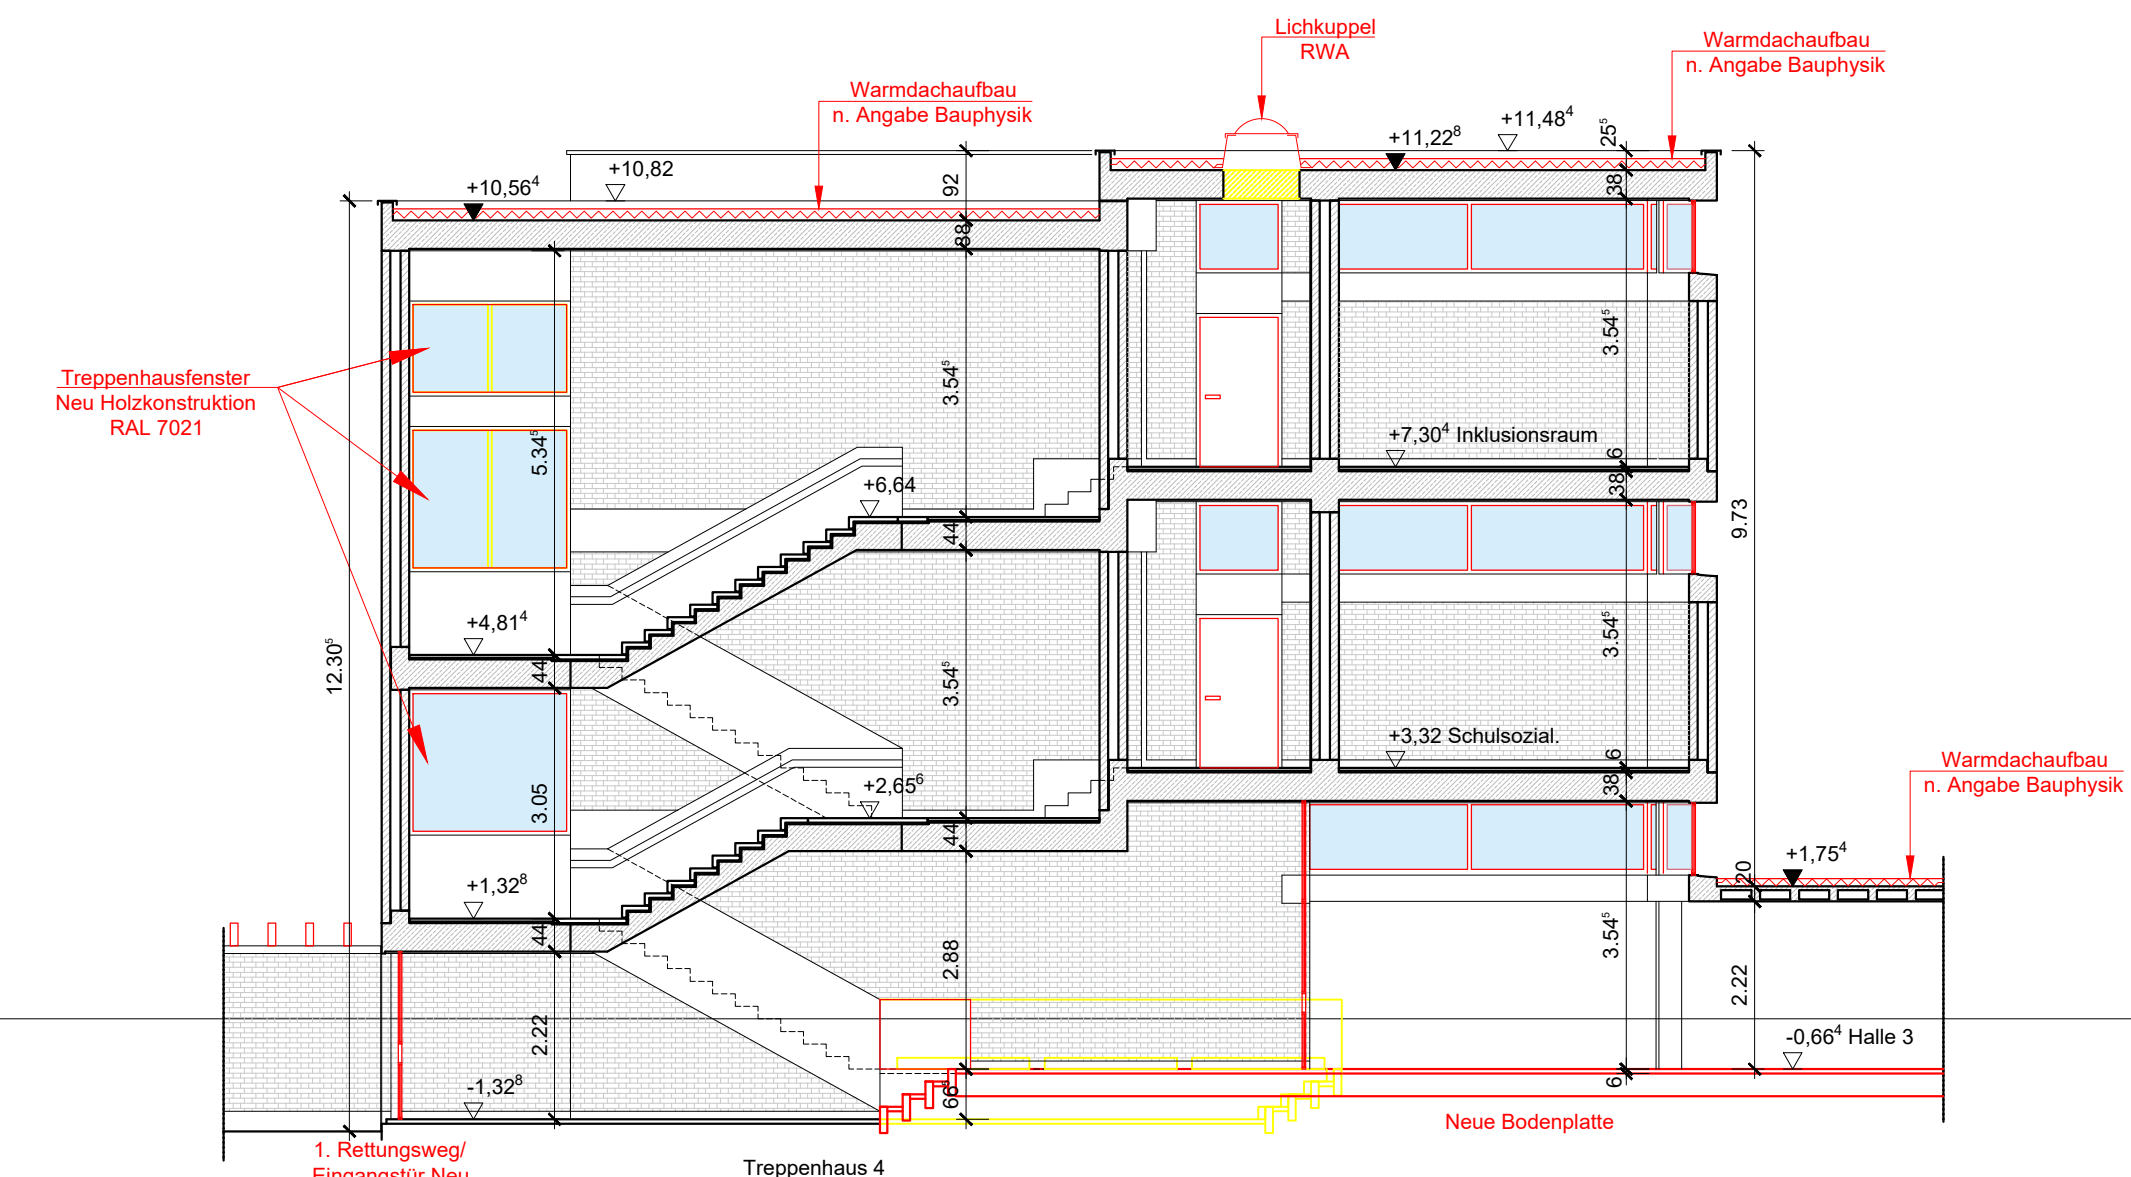 Lichkuppel
RWA
Warmdachaufbau
n. Angabe Bauphysik
Warmdachaufbau
n. Angabe Bauphysik
+11,48⁴
+11,22⁸
25⁵
+10,82
+10,56⁴
92
38
38
3.54⁵
3.54⁵
Treppenhausfenster
Neu Holzkonstruktion
RAL 7021
5.34⁵
+7,30⁴ Inklusionsraum
6
38
+6,64
44
9.73
+4,81⁴
44
12.30⁵
3.54⁵
3.54⁵
+3,32 Schulsozial.
6
38
Warmdachaufbau
n. Angabe Bauphysik
3.05
+2,65⁶
44
+1,75⁴
20
+1,32⁸
44
2.88
3.54⁵
2.22
2.22
-0,66⁴ Halle 3
6
-1,32⁸
66⁵
Neue Bodenplatte
1. Rettungsweg/
Eingangstür Neu
Treppenhaus 4